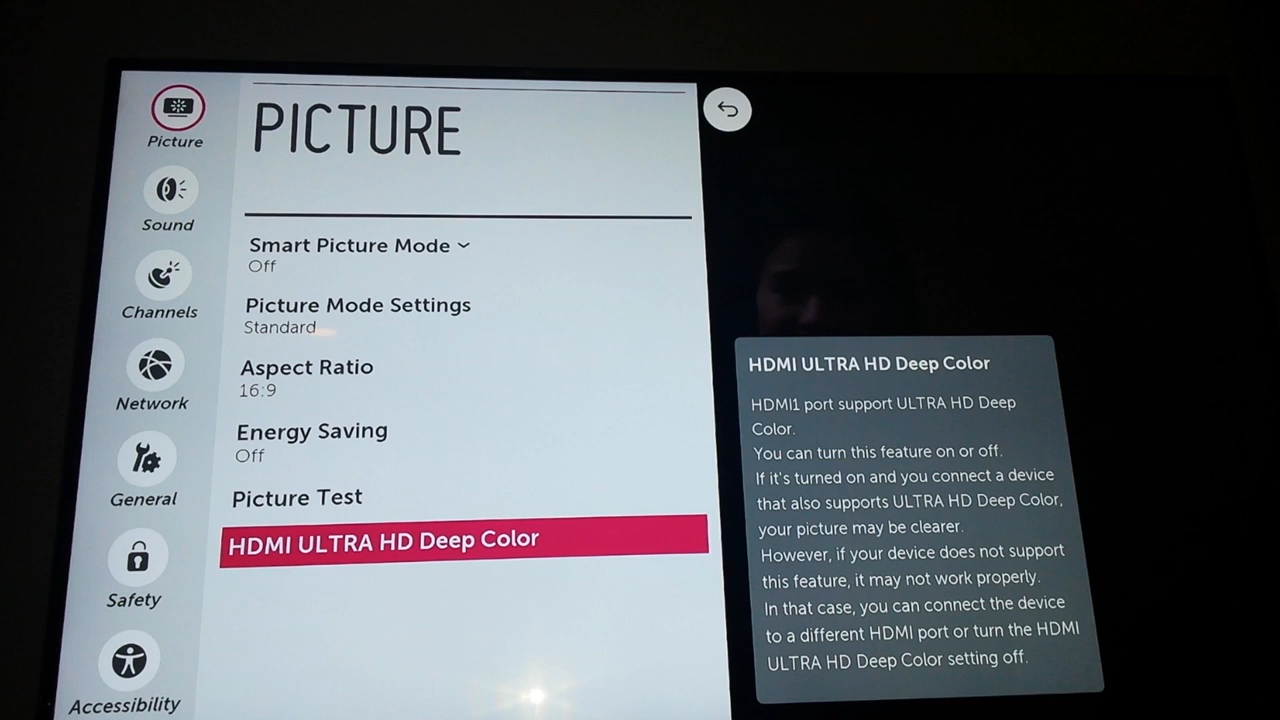 PICTURE
Picture
Sound
Channels
Network
General
Safety
Accessibility
Smart Picture Mode
Off
Picture Mode Settings
Standard
Aspect Ratio
16:9
Energy Saving
Off
Picture Test
HDMI ULTRA HD Deep Color
HDMI ULTRA HD Deep Color
HDMI1 port support ULTRA HD Deep
Color.
You can turn this feature on or off.
If it's turned on and you connect a device
that also supports ULTRA HD Deep Color,
your picture may be clearer.
However, if your device does not support
this feature, it may not work properly.
In that case, you can connect the device
to a different HDMI port or turn the HDMI
ULTRA HD Deep Color setting off.